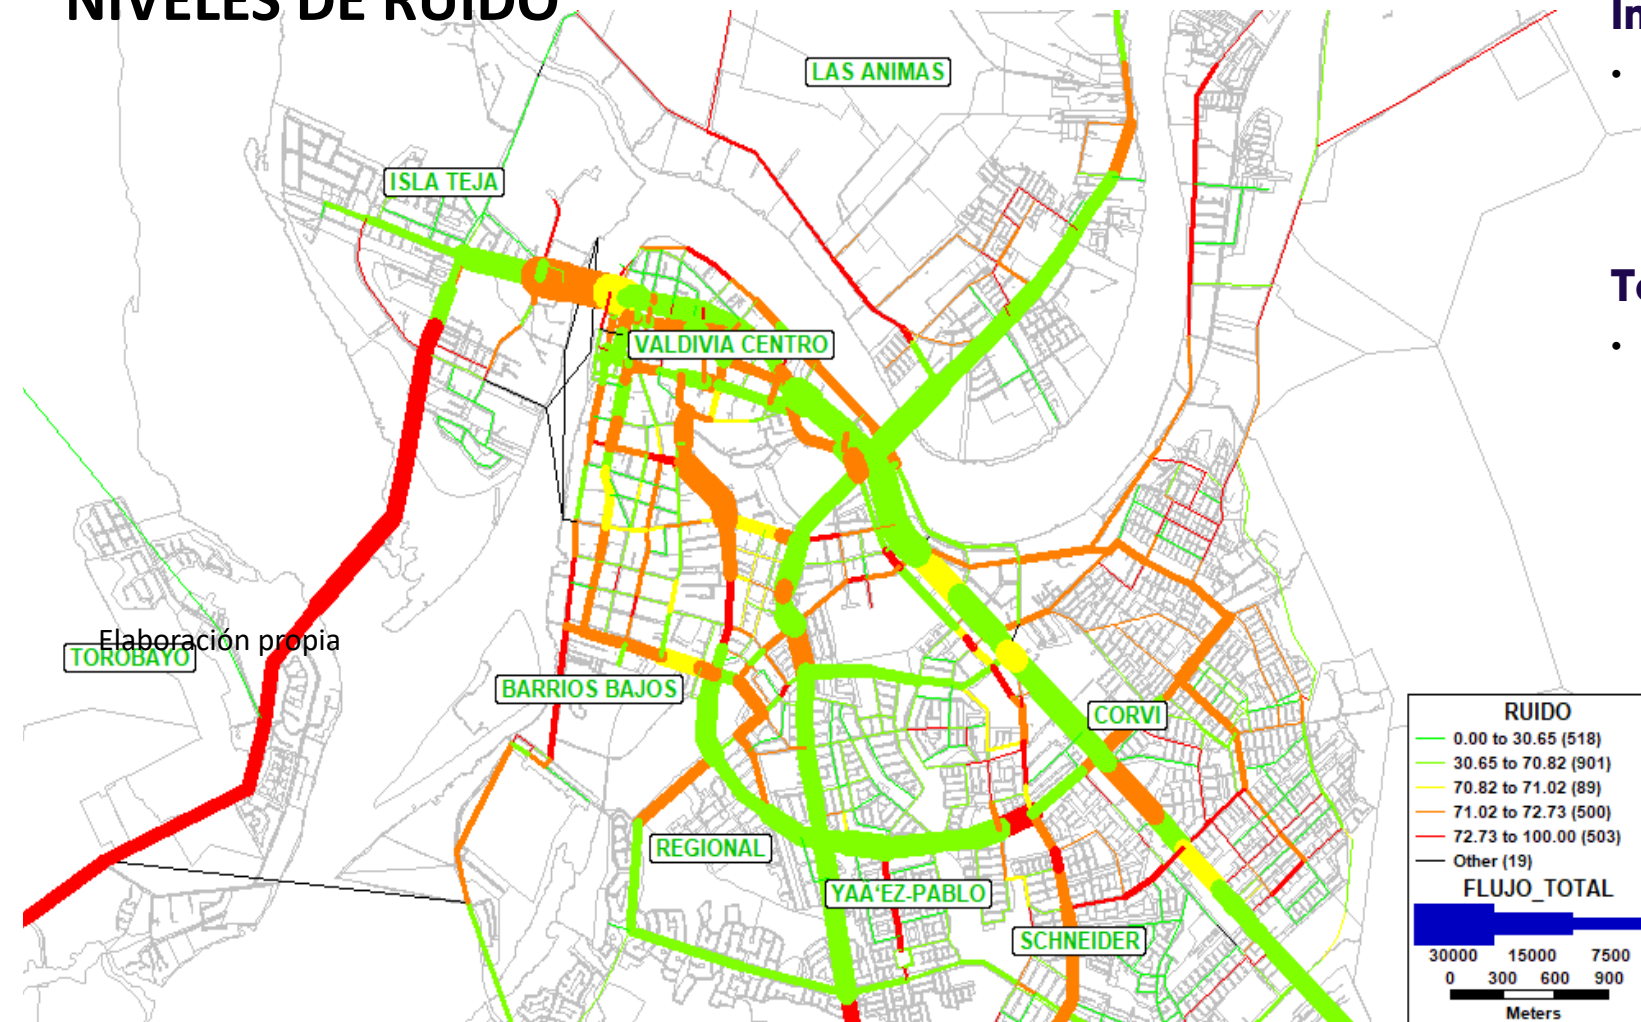 NIVELES DE RUIDO
LAS ANIMAS
ISLA TEJA
VALDIVIA CENTRO
Elaboración propia
TOROBAYO
BARRIOS BAJOS
CORVI
REGIONAL
YAA‘EZ-PABLO
SCHNEIDER
RUIDO
0.00 to 30.65 (518)
30.65 to 70.82 (901)
70.82 to 71.02 (89)
71.02 to 72.73 (500)
72.73 to 100.00 (503)
Other (19)
FLUJO_TOTAL
30000 15000 7500
0 300 600 900
Meters